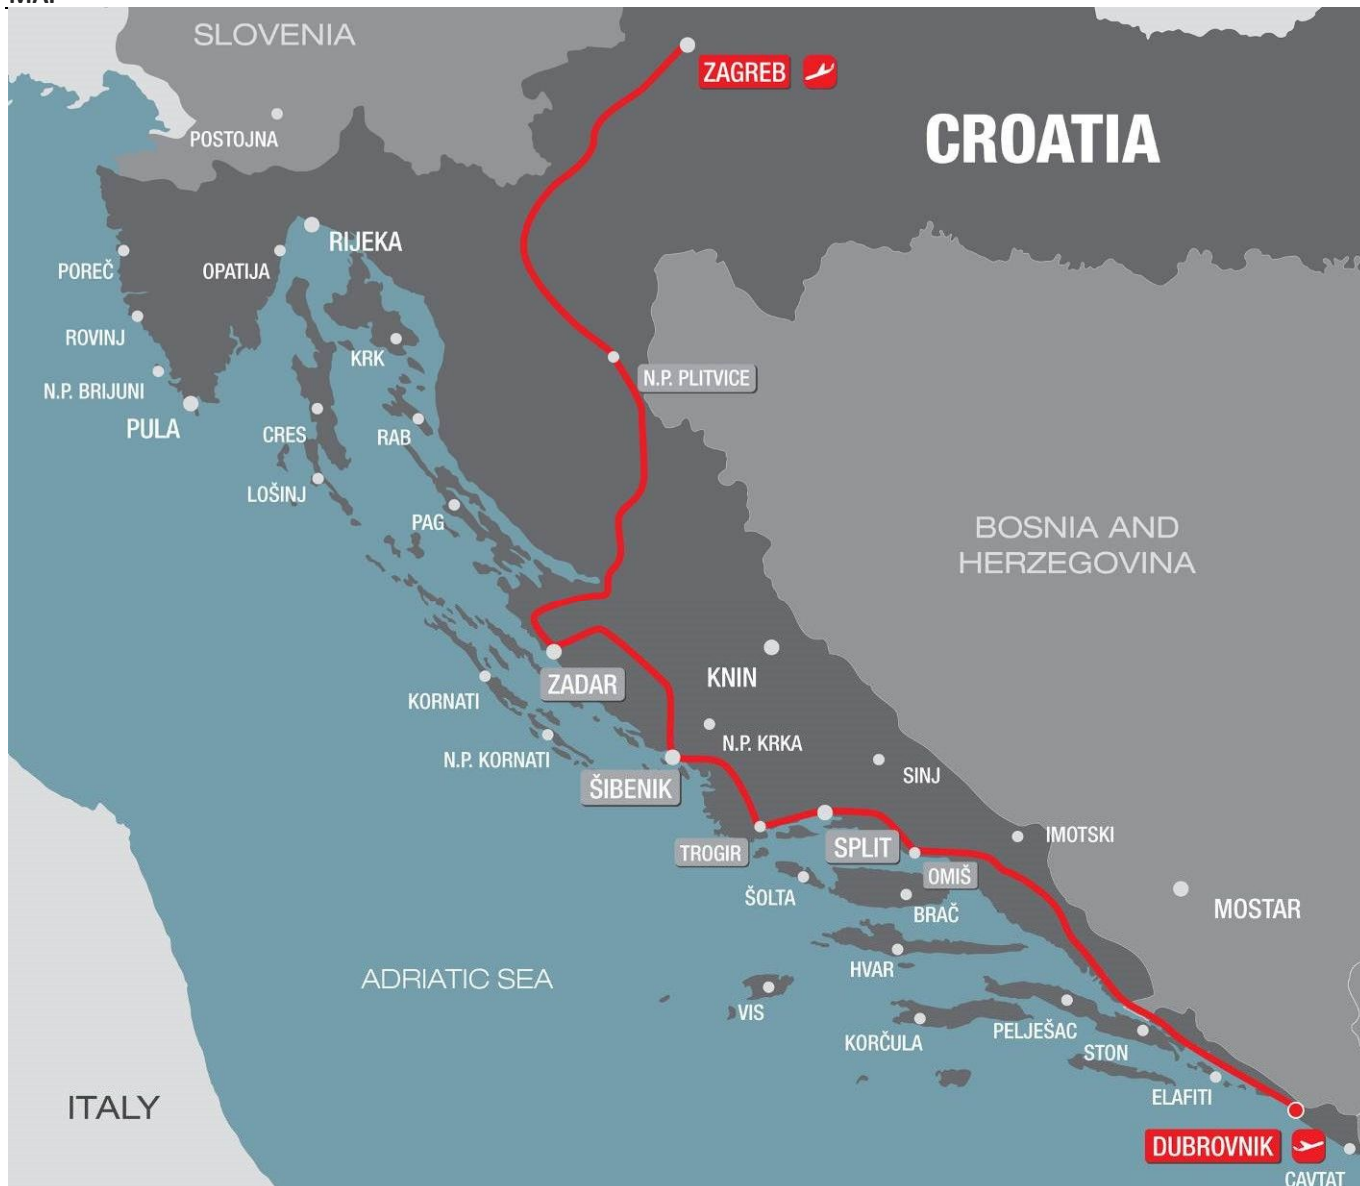 MAP
SLOVENIA
ZAGREB
POSTOJNA
CROATIA
RIJEKA
POREČ
OPATIJA
ROVINJ
KRK
N.P. PLITVICE
N.P. BRIJUNI
PULA
CRES
RAB
LOŠINJ
PAG
BOSNIA AND
HERZEGOVINA
ZADAR
KNIN
KORNATI
N.P. KRKA
N.P. KORNATI
ŠIBENIK
SINJ
IMOTSKI
TROGIR
SPLIT
OMIŠ
ŠOLTA
BRAČ
MOSTAR
HVAR
ADRIATIC SEA
VIS
PELJEŠAC
KORČULA
STON
ELAFITI
ITALY
DUBROVNIK
CAVTAT